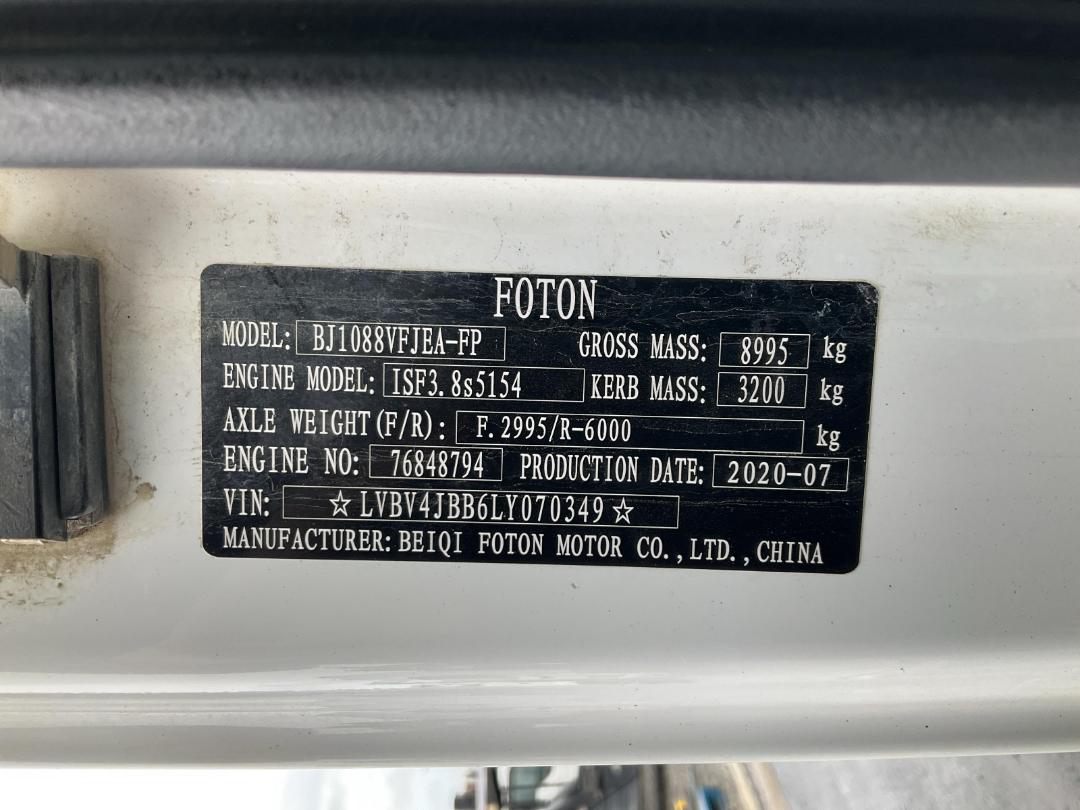 FOTON
MODEL: BJ1088VFJEA-FP GROSS MASS: 8995 kg
ENGINE MODEL: ISF3.8s5154 KERB MASS: 3200 kg
AXLE WEIGHT(F/R): F.2995/R-6000 kg
ENGINE NO: 76848794 PRODUCTION DATE: 2020-07
VIN: ☆LVBV4JBB6LY070349☆
MANUFACTURER: BEIQI FOTON MOTOR CO.,LTD.,CHINA